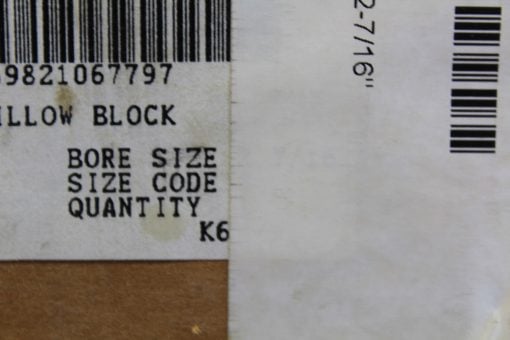 9821067797
ILLOW BLOCK
BORE SIZE
SIZE CODE
QUANTITY
K6
2-7/16"